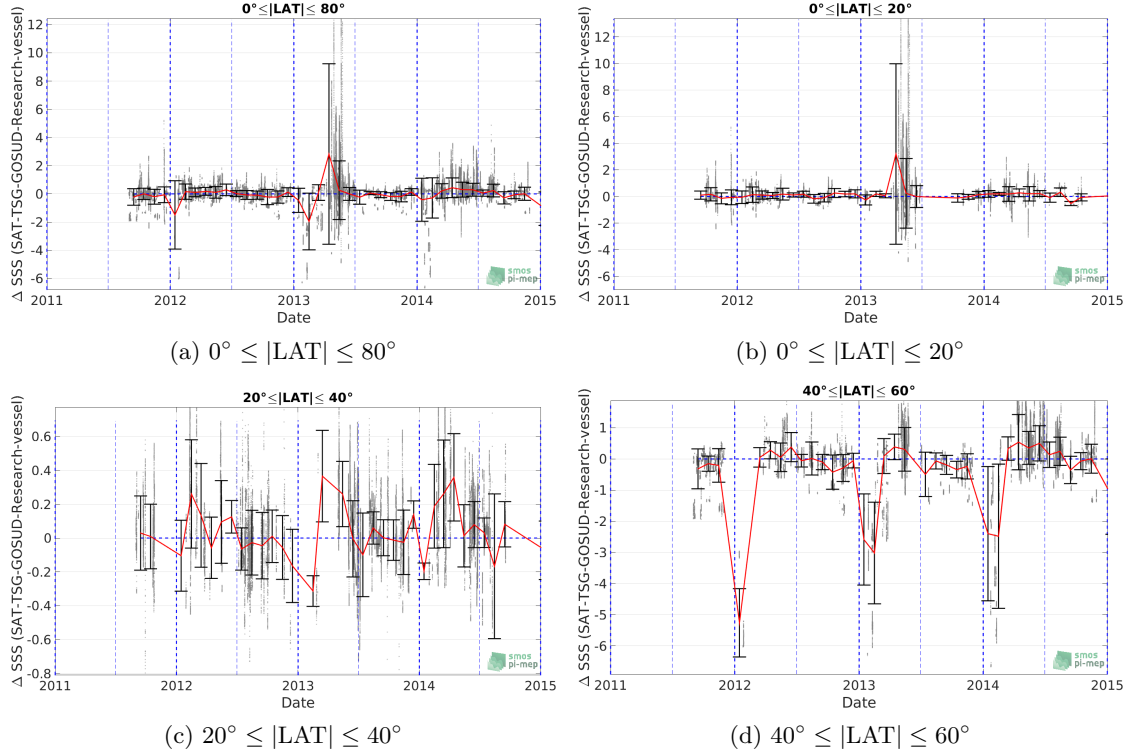 0°≤|LAT|≤ 80°
Δ SSS (SAT-TSG-GOSUD-Research-vessel)
12
10
8
6
4
2
0
-2
-4
-6
2011
2012
2013
2014
2015
Date
smos
pi-mep
(a) 0° ≤ |LAT| ≤ 80°
0°≤|LAT|≤ 20°
Δ SSS (SAT-TSG-GOSUD-Research-vessel)
12
10
8
6
4
2
0
-2
-4
-6
2011
2012
2013
2014
2015
Date
smos
pi-mep
(b) 0° ≤ |LAT| ≤ 20°
20°≤|LAT|≤ 40°
Δ SSS (SAT-TSG-GOSUD-Research-vessel)
0.6
0.4
0.2
0
-0.2
-0.4
-0.6
-0.8
2011
2012
2013
2014
2015
Date
smos
pi-mep
(c) 20° ≤ |LAT| ≤ 40°
40°≤|LAT|≤ 60°
Δ SSS (SAT-TSG-GOSUD-Research-vessel)
1
0
-1
-2
-3
-4
-5
-6
2011
2012
2013
2014
2015
Date
smos
pi-mep
(d) 40° ≤ |LAT| ≤ 60°